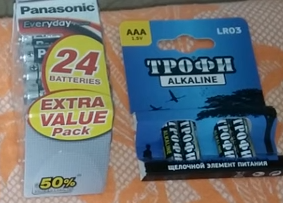 Panasonic
Everyday
24
BATTERIES
EXTRA
VALUE
Pack
50%
AAA
1.5V
LR03
ТРОФИ
ALKALINE
ТРОФИ
ТРОФИ
ЩЕЛОЧНОЙ ЭЛЕМЕНТ ПИТАНИЯ